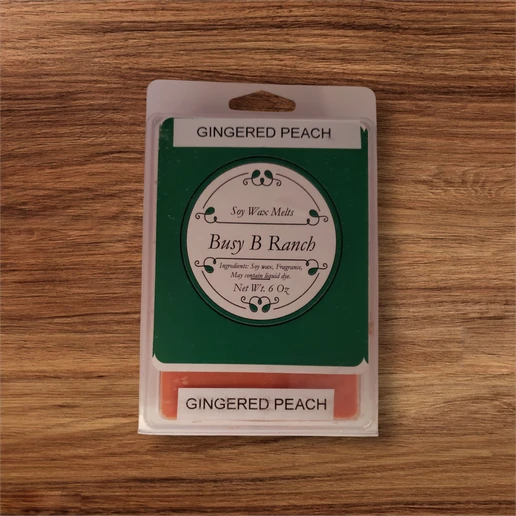 GINGERED PEACH
Soy Wax Melts
Busy B Ranch
Ingredients: Soy wax, Fragrance,
May contain liquid dye.
Net Wt. 6 Oz
GINGERED PEACH